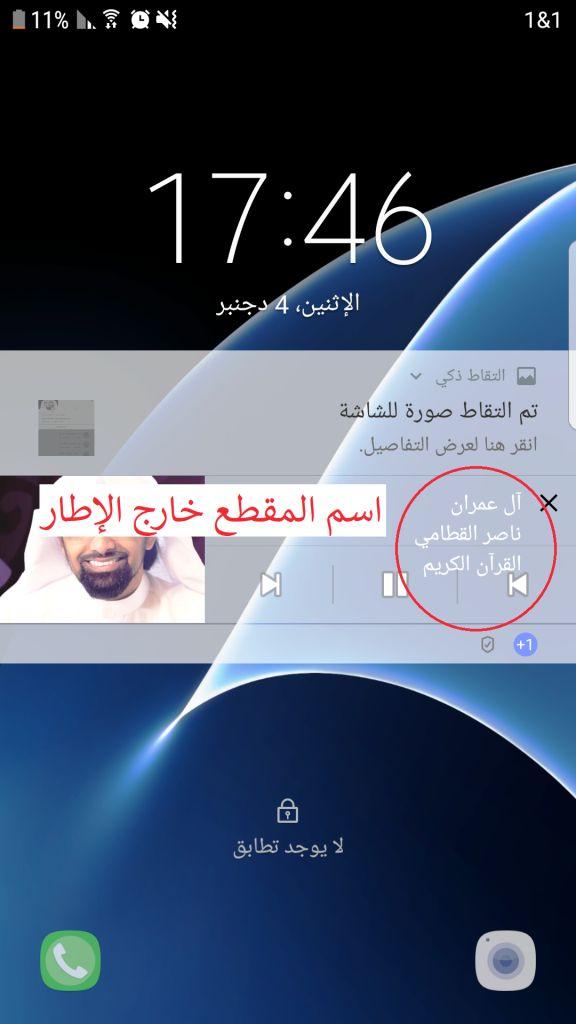 11%
1&1
17:46
الإثنين، 4 دجنبر
التقاط ذكي
تم التقاط صورة للشاشة
انقر هنا لعرض التفاصيل.
اسم المقطع خارج الإطار
آل عمران
ناصر القطامي
القرآن الكريم
+1
لا يوجد تطابق